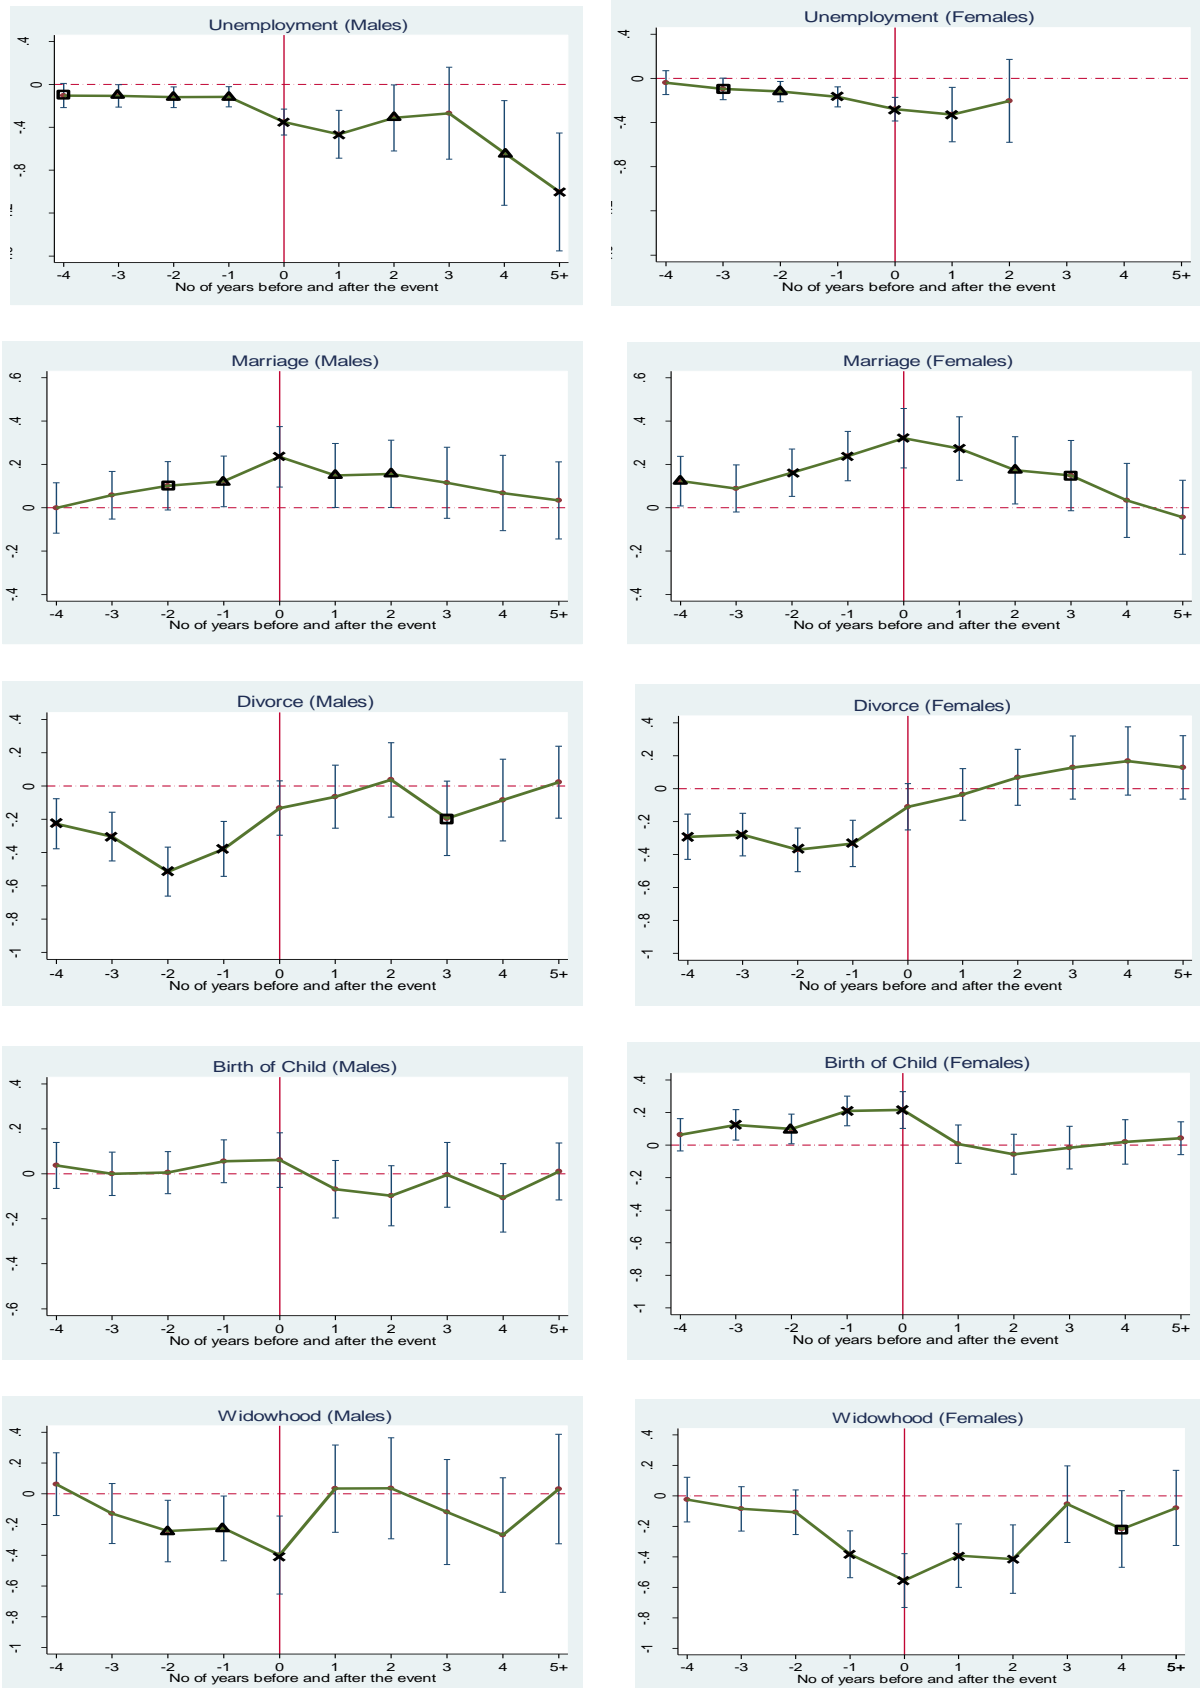 Unemployment (Males)
.4
0
-.4
-.8
-4 -3 -2 -1 0 1 2 3 4 5+
No of years before and after the event
Unemployment (Females)
.4
0
-.4
-.8
-4 -3 -2 -1 0 1 2 3 4 5+
No of years before and after the event
Marriage (Males)
.6
.4
.2
0
-.2
-.4
-4 -3 -2 -1 0 1 2 3 4 5+
No of years before and after the event
Marriage (Females)
.6
.4
.2
0
-.2
-.4
-4 -3 -2 -1 0 1 2 3 4 5+
No of years before and after the event
Divorce (Males)
.4
.2
0
-.2
-.4
-.6
-.8
-1
-4 -3 -2 -1 0 1 2 3 4 5+
No of years before and after the event
Divorce (Females)
.4
.2
0
-.2
-.4
-.6
-.8
-1
-4 -3 -2 -1 0 1 2 3 4 5+
No of years before and after the event
Birth of Child (Males)
.4
.2
0
-.2
-.4
-.6
-4 -3 -2 -1 0 1 2 3 4 5+
No of years before and after the event
Birth of Child (Females)
.4
.2
0
-.2
-.4
-.6
-.8
-1
-4 -3 -2 -1 0 1 2 3 4 5+
No of years before and after the event
Widowhood (Males)
.4
.2
0
-.2
-.4
-.6
-.8
-1
-4 -3 -2 -1 0 1 2 3 4 5+
No of years before and after the event
Widowhood (Females)
.4
.2
0
-.2
-.4
-.6
-.8
-1
-4 -3 -2 -1 0 1 2 3 4 5+
No of years before and after the event